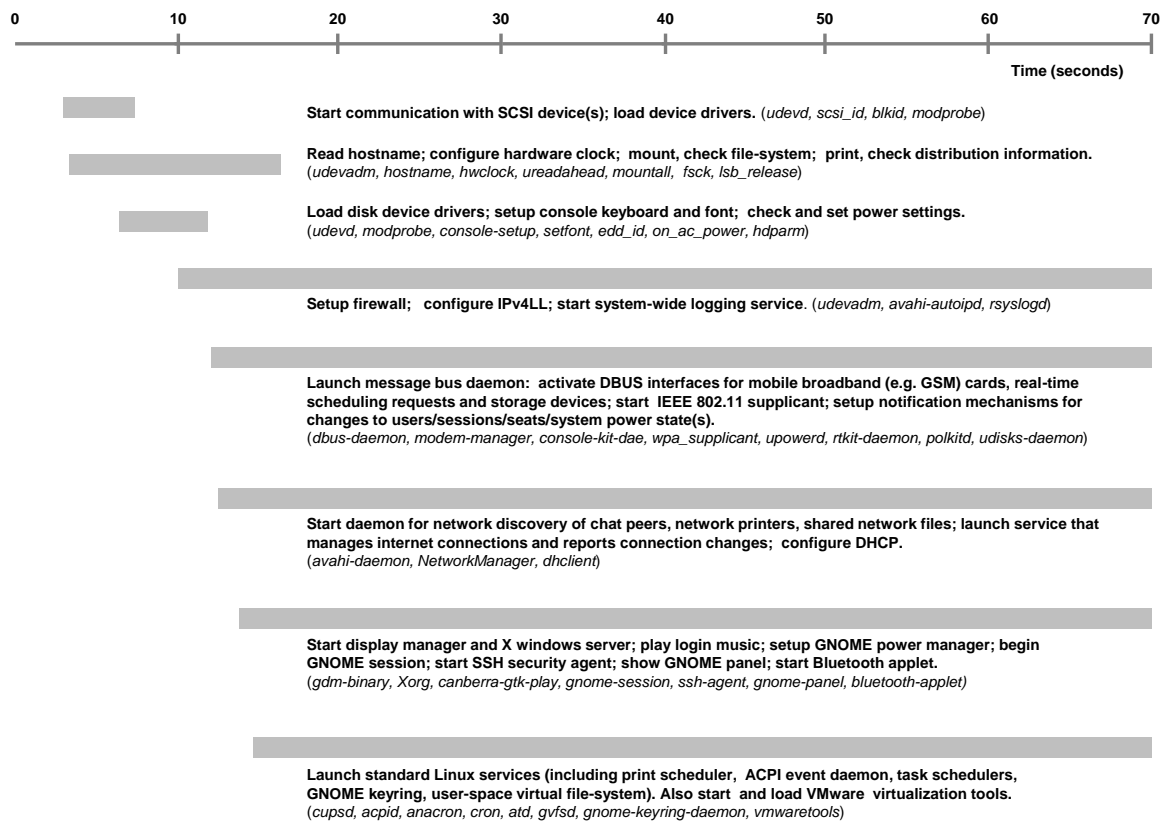 0 10 20 30 40 50 60 70
Time (seconds)
Start communication with SCSI device(s); load device drivers. (udevd, scsi_id, blkid, modprobe)
Read hostname; configure hardware clock; mount, check file-system; print, check distribution information.
(udevadm, hostname, hwclock, ureadahead, mountall, fsck, lsb_release)
Load disk device drivers; setup console keyboard and font; check and set power settings.
(udevd, modprobe, console-setup, setfont, edd_id, on_ac_power, hdparm)
Setup firewall; configure IPv4LL; start system-wide logging service. (udevadm, avahi-autoipd, rsyslogd)
Launch message bus daemon: activate DBUS interfaces for mobile broadband (e.g. GSM) cards, real-time
scheduling requests and storage devices; start IEEE 802.11 supplicant; setup notification mechanisms for
changes to users/sessions/seats/system power state(s).
(dbus-daemon, modem-manager, console-kit-dae, wpa_supplicant, upowerd, rtkit-daemon, polkitd, udisks-daemon)
Start daemon for network discovery of chat peers, network printers, shared network files; launch service that
manages internet connections and reports connection changes; configure DHCP.
(avahi-daemon, NetworkManager, dhclient)
Start display manager and X windows server; play login music; setup GNOME power manager; begin
GNOME session; start SSH security agent; show GNOME panel; start Bluetooth applet.
(gdm-binary, Xorg, canberra-gtk-play, gnome-session, ssh-agent, gnome-panel, bluetooth-applet)
Launch standard Linux services (including print scheduler, ACPI event daemon, task schedulers,
GNOME keyring, user-space virtual file-system). Also start and load VMware virtualization tools.
(cupsd, acpid, anacron, cron, atd, gvfsd, gnome-keyring-daemon, vmwaretools)